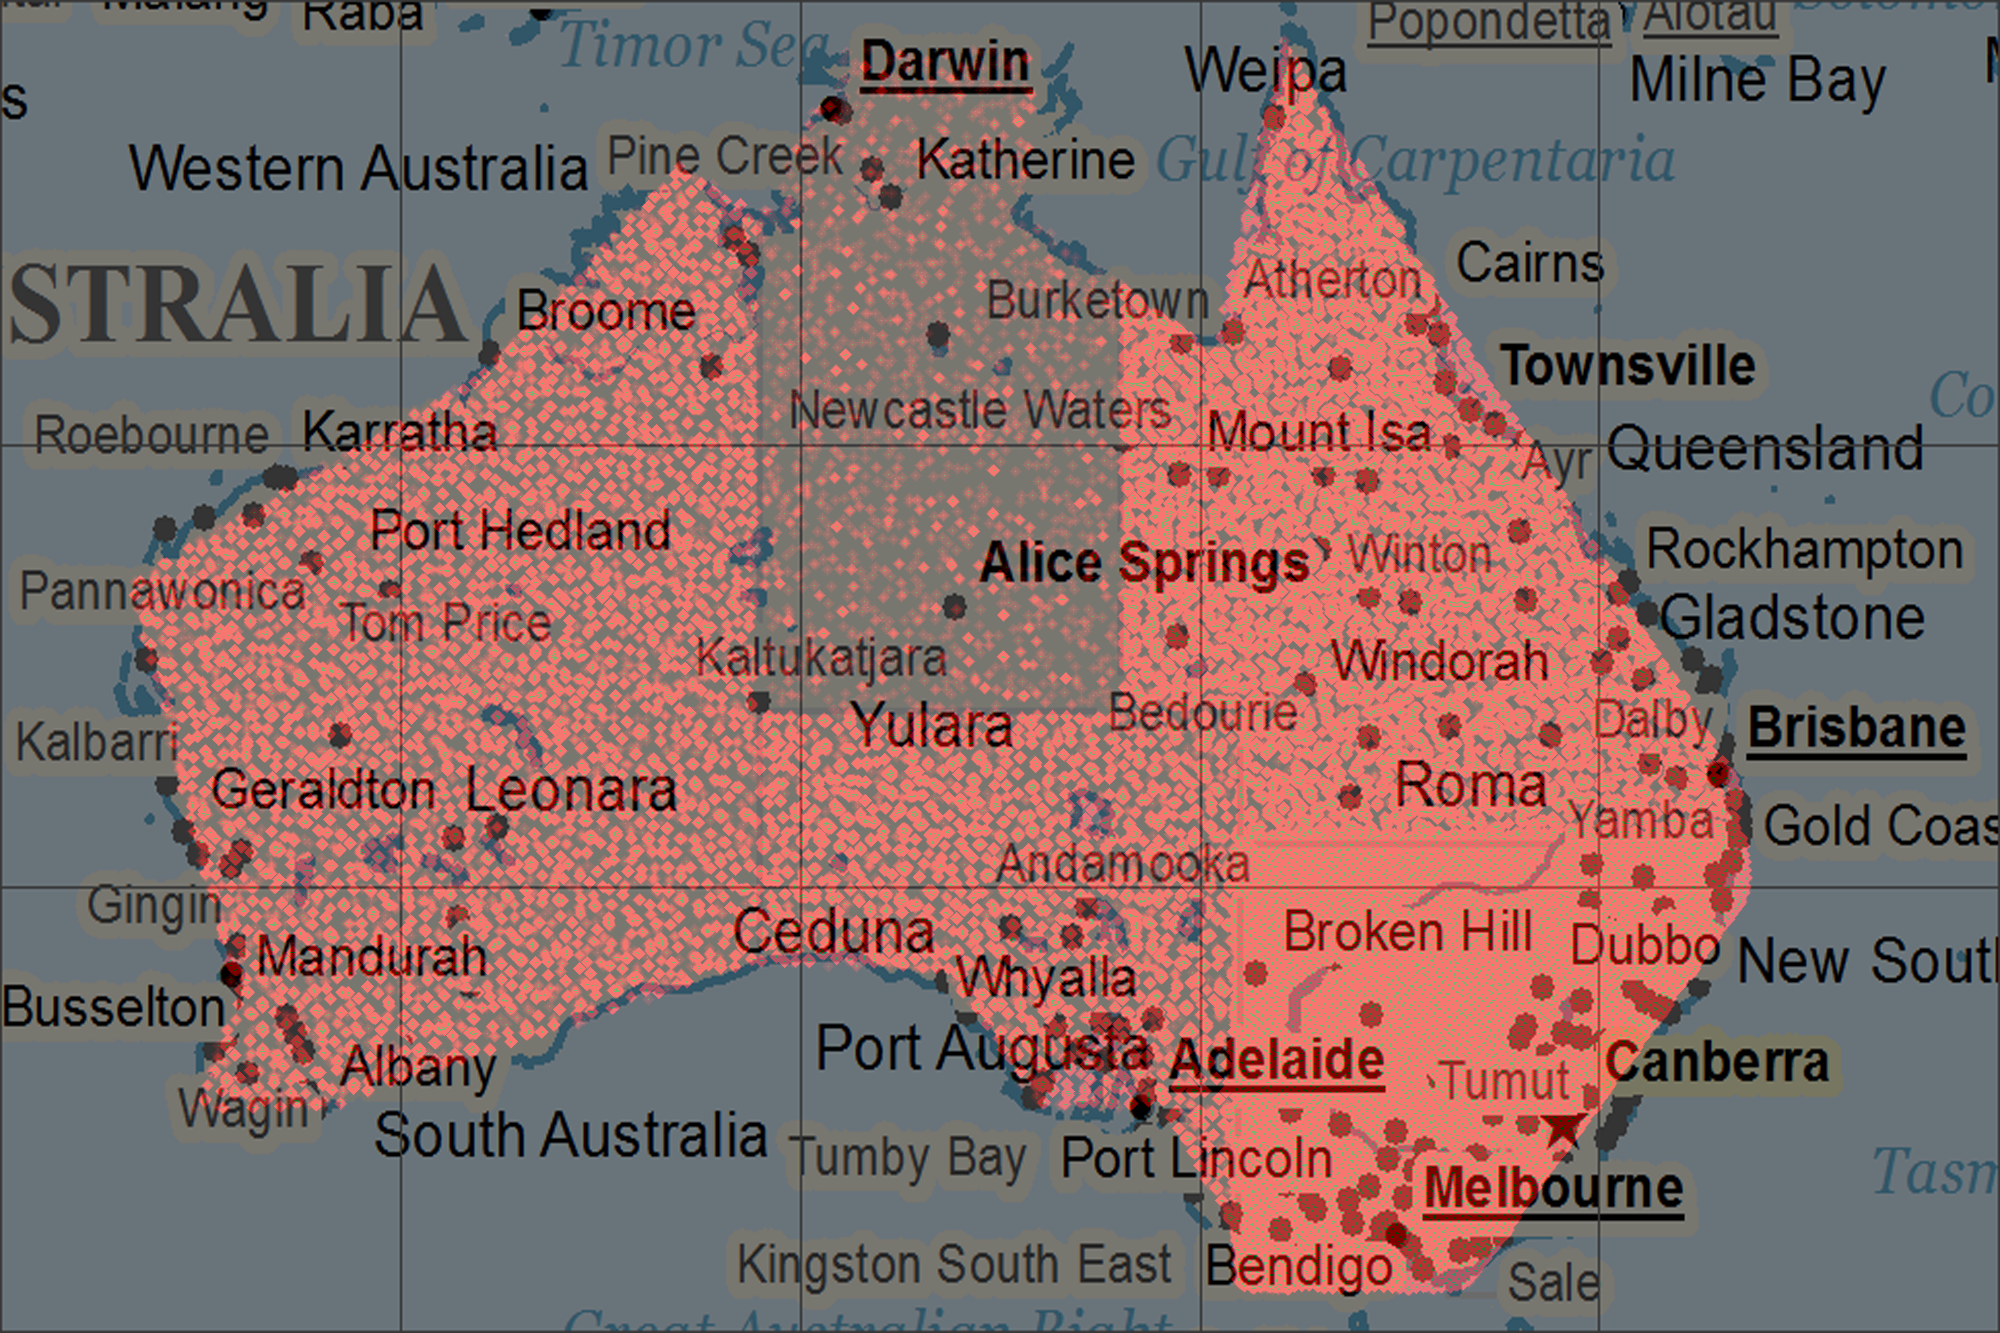 Raba
Timor Sea
Darwin
Weipa
Popondetta
Alotau
Milne Bay
s
Western Australia
Pine Creek
Katherine
Gulf of Carpentaria
STRALIA
Broome
Burketown
Atherton
Cairns
Townsville
Co
Roebourne
Karratha
Newcastle Waters
Mount Isa
Ayr
Queensland
Port Hedland
Alice Springs
Winton
Rockhampton
Pannawonica
Tom Price
Gladstone
Kaltukatjara
Windorah
Kalbarri
Yulara
Bedourie
Dalby
Brisbane
Geraldton
Leonara
Roma
Yamba
Gold Coas
Andamooka
Gingin
Ceduna
Broken Hill
Dubbo
New Sout
Mandurah
Whyalla
Busselton
Port Augusta
Adelaide
Canberra
Albany
Tumut
Wagin
South Australia
Tumby Bay
Port Lincoln
Melbourne
Tasm
Kingston South East
Bendigo
Sale
Great Australian Bight